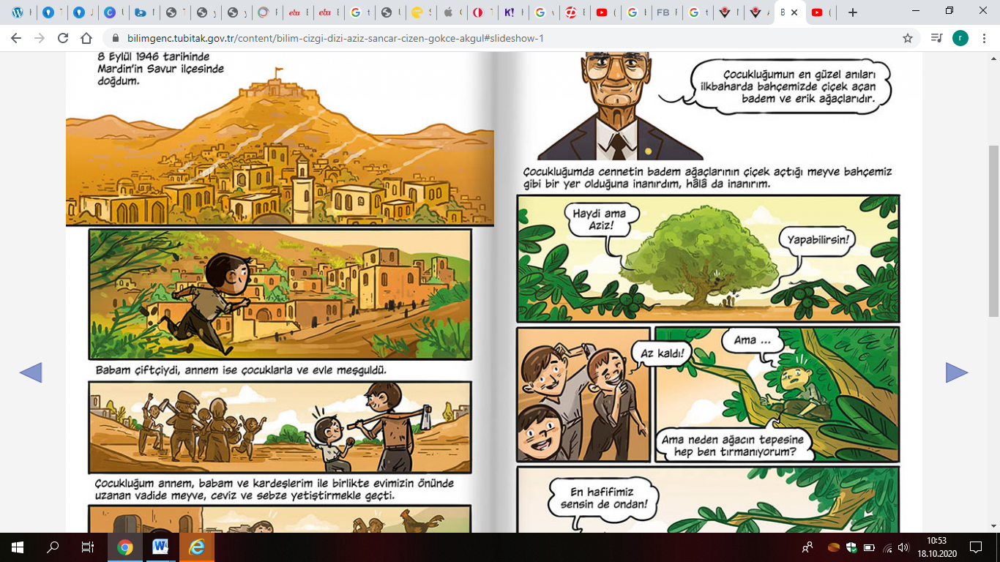 bilimgenc.tubitak.gov.tr/content/bilim-cizgi-dizi-aziz-sancar-cizen-gokce-akgul#slideshow-1
8 Eylül 1946 tarihinde
Mardin'in Savur ilçesinde
doğdum.
Babam çiftçiydi, annem ise çocuklarla ve evle meşguldü.
Çocukluğum annem, babam ve kardeşlerim ile birlikte evimizin önünde
uzanan vadide meyve, ceviz ve sebze yetiştirmekle geçti.
Çocukluğumun en güzel anıları
ilkbaharda bahçemizde çiçek açan
badem ve erik ağaçlarıdır.
Çocukluğumda cennetin badem ağaçlarının çiçek açtığı meyve bahçemiz
gibi bir yer olduğuna inanırdım, hâlâ da inanırım.
Haydi ama
Aziz!
Yapabilirsin!
Az kaldı!
Ama ...
Ama neden ağacın tepesine
hep ben tırmanıyorum?
En hafifimiz
sensin de ondan!
10:53
18.10.2020